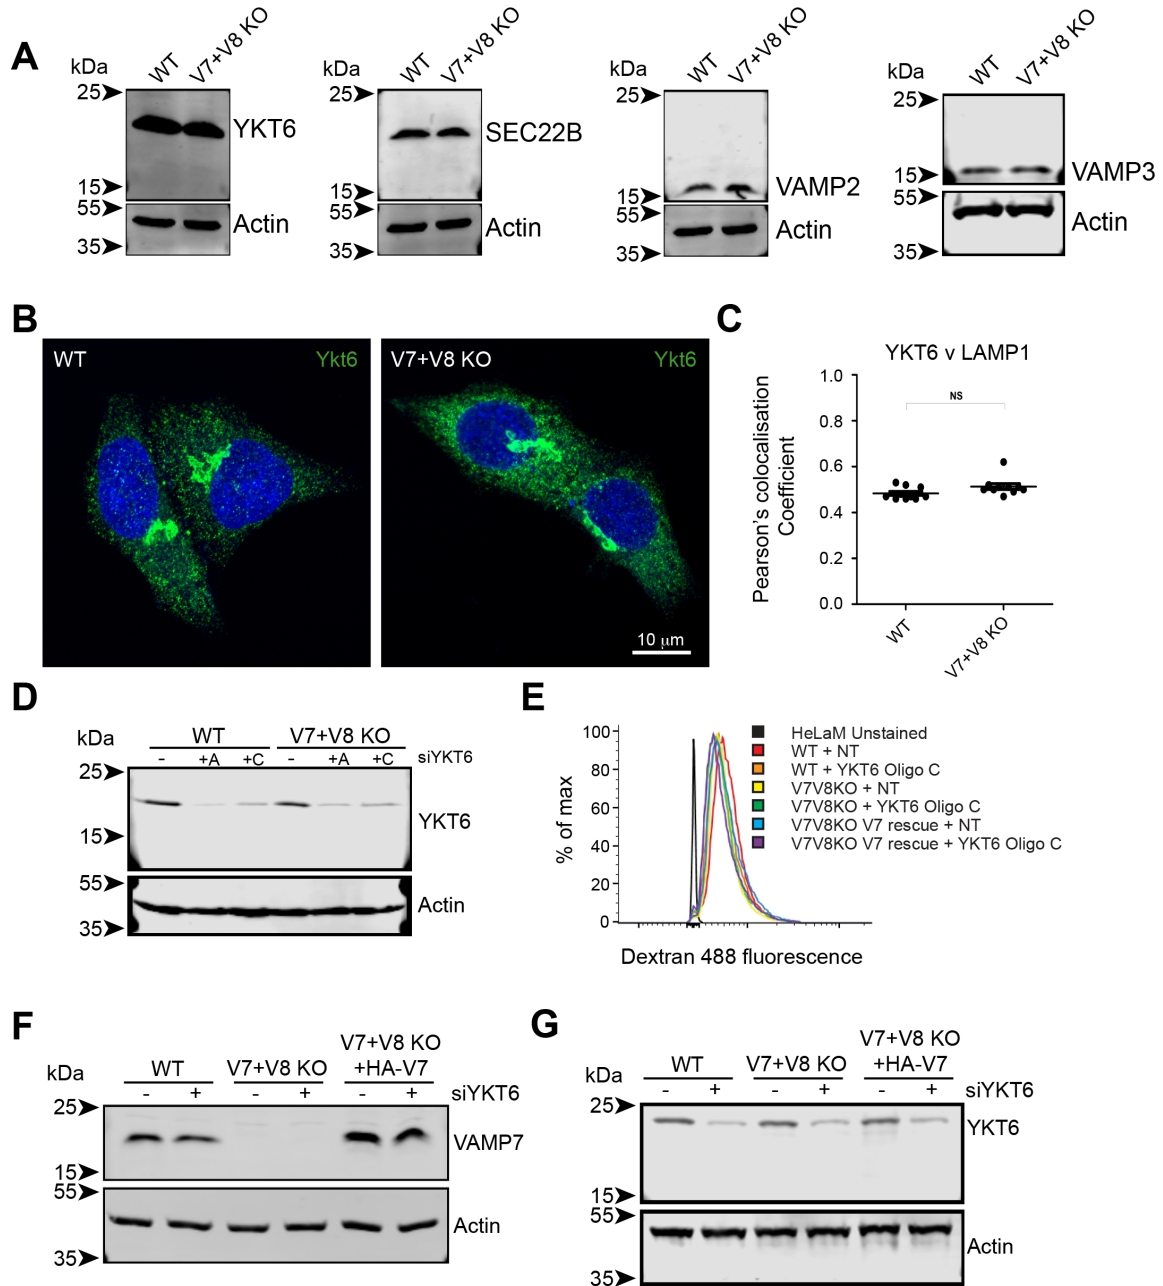 A
kDa WT V7+V8 KO
25
YKT6
15
55
Actin
35
kDa WT V7+V8 KO
25
SEC22B
15
55
Actin
35
kDa WT V7+V8 KO
25
VAMP2
15
55
Actin
35
kDa WT V7+V8 KO
25
15
VAMP3
55
Actin
35
B
WT Ykt6
V7+V8 KO Ykt6
10 μm
C
YKT6 v LAMP1
NS
Pearson's colocalisation
Coefficient
1.0
0.8
0.6
0.4
0.2
0.0
WT
V7+V8 KO
D
kDa WT V7+V8 KO
- +A +C - +A +C siYKT6
25
YKT6
15
55
Actin
35
E
% of max
100
80
60
40
20
0
Dextran 488 fluorescence
HeLaM Unstained
WT + NT
WT + YKT6 Oligo C
V7V8KO + NT
V7V8KO + YKT6 Oligo C
V7V8KO V7 rescue + NT
V7V8KO V7 rescue + YKT6 Oligo C
F
V7+V8 KO
kDa WT V7+V8 KO +HA-V7
- + - + - + siYKT6
25
VAMP7
15
55
Actin
35
G
V7+V8 KO
kDa WT V7+V8 KO +HA-V7
- + - + - + siYKT6
25
YKT6
15
55
Actin
35